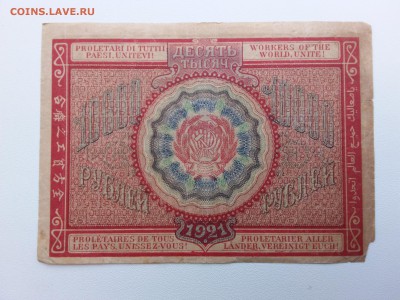 COINS.LAVE.RU
PROLETARI DI TUTTI I
PAESI, UNITEVI!
ДЕСЯТЬ
ТЫСЯЧ
WORKERS OF THE
WORLD, UNITE!
10000
10000
РУБЛЕЙ
РУБЛЕЙ
1921
PROLÉTAIRES DE TOUS
LES PAYS, UNISSEZ-VOUS!
PROLETARIER ALLER
LÄNDER, VEREINIGT EUCH!